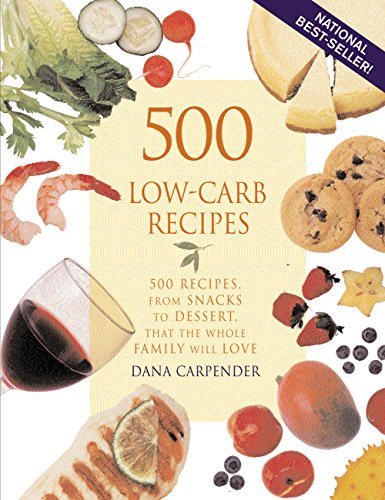 NATIONAL
BEST-SELLER!
500
LOW-CARB
RECIPES
500 RECIPES,
FROM SNACKS
TO DESSERT,
THAT THE WHOLE
FAMILY WILL LOVE
DANA CARPENDER